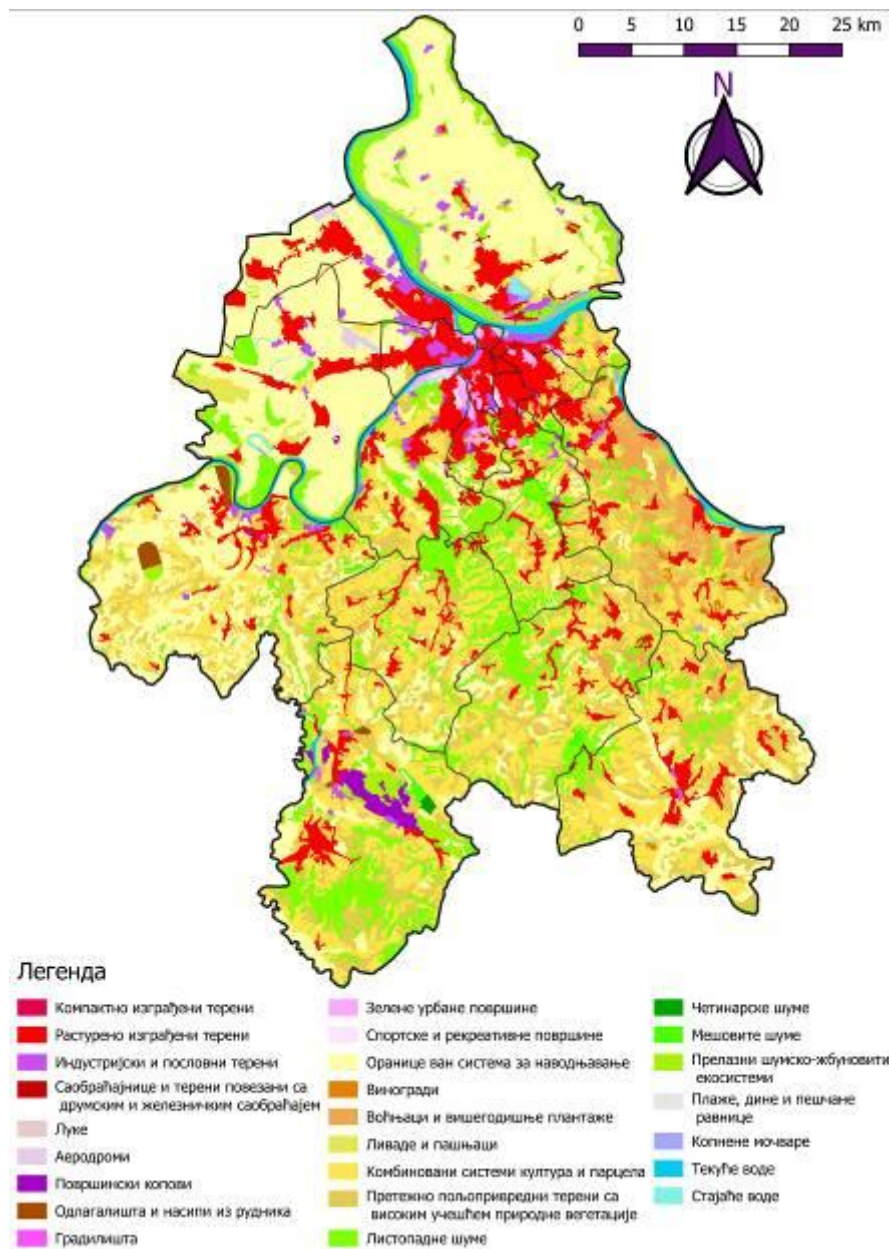 0 5 10 15 20 25 km
N
Легенда
Компактно изграђени терени
Растурено изграђени терени
Индустријски и пословни терени
Саобраћајнице и терени повезани са
друмским и железничким саобраћајем
Луке
Аеродроми
Површински копови
Одлагалишта и насипи из рудника
Градилишта
Зелене урбане површине
Спортске и рекреативне површине
Оранице ван система за наводњавање
Виногради
Воћњаци и вишегодишње плантаже
Ливаде и пашњаци
Комбиновани системи култура и парцела
Претежно пољопривредни терени са
високим учешћем природне вегетације
Листопадне шуме
Четинарске шуме
Мешовите шуме
Прелазни шумско-жбуновити
екосистеми
Плаже, дине и пешчане
равнице
Копнене мочваре
Текуће воде
Стајаће воде